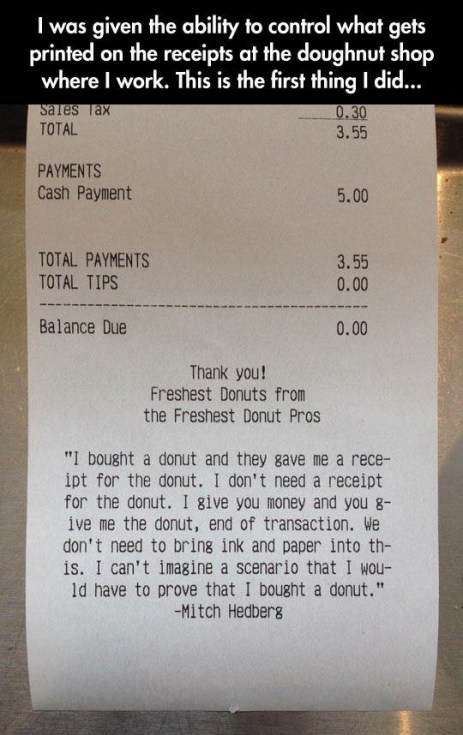 I was given the ability to control what gets
printed on the receipts at the doughnut shop
where I work. This is the first thing I did...
Sales Tax 0.30
TOTAL 3.55
PAYMENTS
Cash Payment 5.00
TOTAL PAYMENTS 3.55
TOTAL TIPS 0.00
--------------------------------
Balance Due 0.00
Thank you!
Freshest Donuts from
the Freshest Donut Pros
"I bought a donut and they gave me a rece-
ipt for the donut. I don't need a receipt
for the donut. I give you money and you g-
ive me the donut, end of transaction. We
don't need to bring ink and paper into th-
is. I can't imagine a scenario that I wou-
ld have to prove that I bought a donut."
-Mitch Hedberg